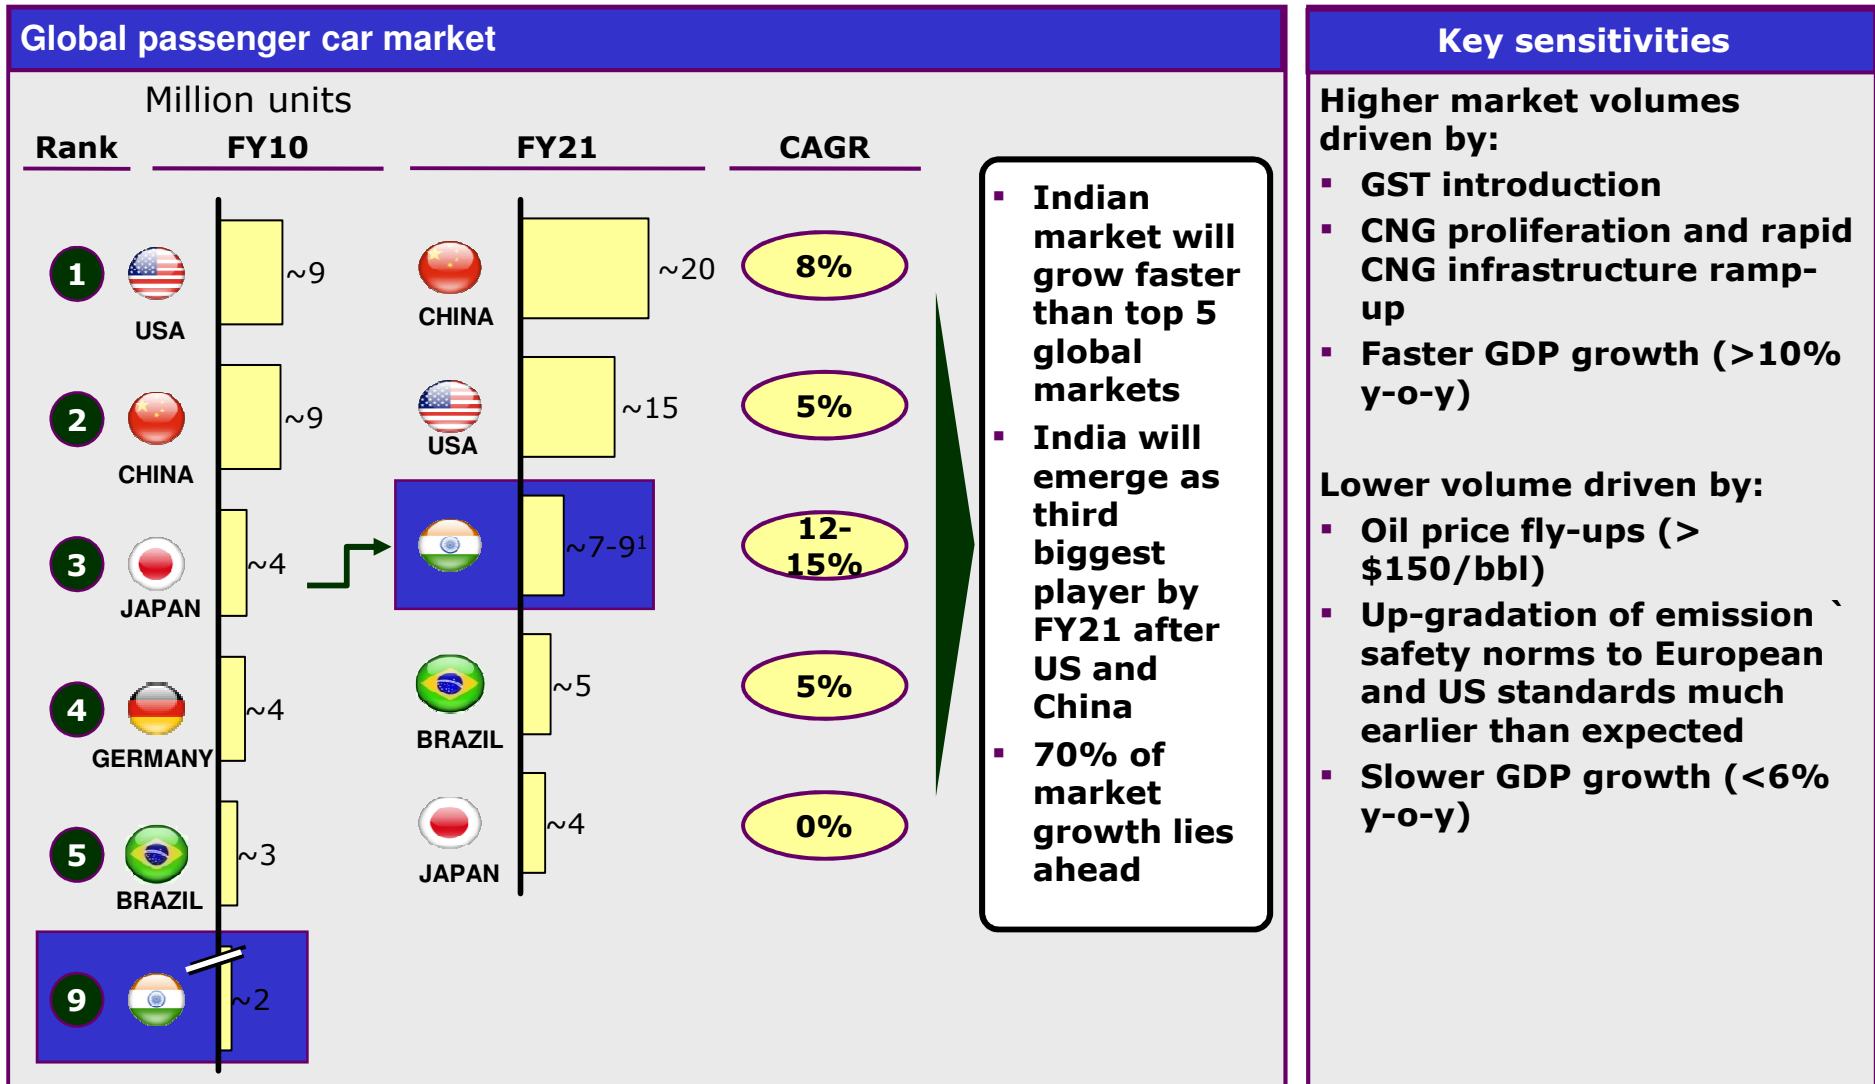 Global passenger car market
Million units
Rank
FY10
FY21
CAGR
1
USA
~9
CHINA
~20
8%
2
CHINA
~9
USA
~15
5%
3
JAPAN
~4
~7-9¹
12-
15%
4
GERMANY
~4
BRAZIL
~5
5%
5
BRAZIL
~3
JAPAN
~4
0%
9
~2
▪ Indian
market will
grow faster
than top 5
global
markets
▪ India will
emerge as
third
biggest
player by
FY21 after
US and
China
▪ 70% of
market
growth lies
ahead
Key sensitivities
Higher market volumes
driven by:
▪ GST introduction
▪ CNG proliferation and rapid
CNG infrastructure ramp-
up
▪ Faster GDP growth (>10%
y-o-y)
Lower volume driven by:
▪ Oil price fly-ups (>
$150/bbl)
▪ Up-gradation of emission `
safety norms to European
and US standards much
earlier than expected
▪ Slower GDP growth (<6%
y-o-y)